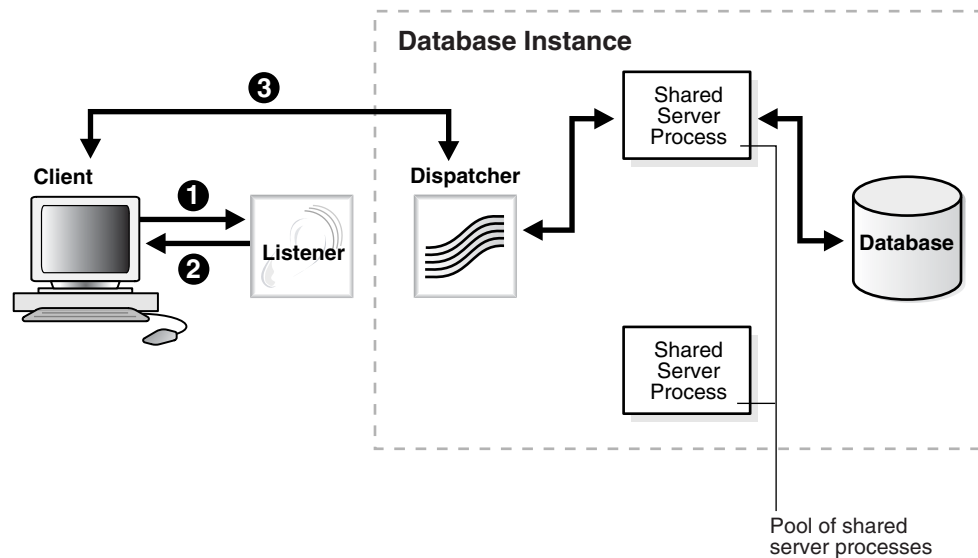 Database Instance
3
Shared
Server
Process
Client
Dispatcher
1
Listener
2
Database
Shared
Server
Process
Pool of shared
server processes